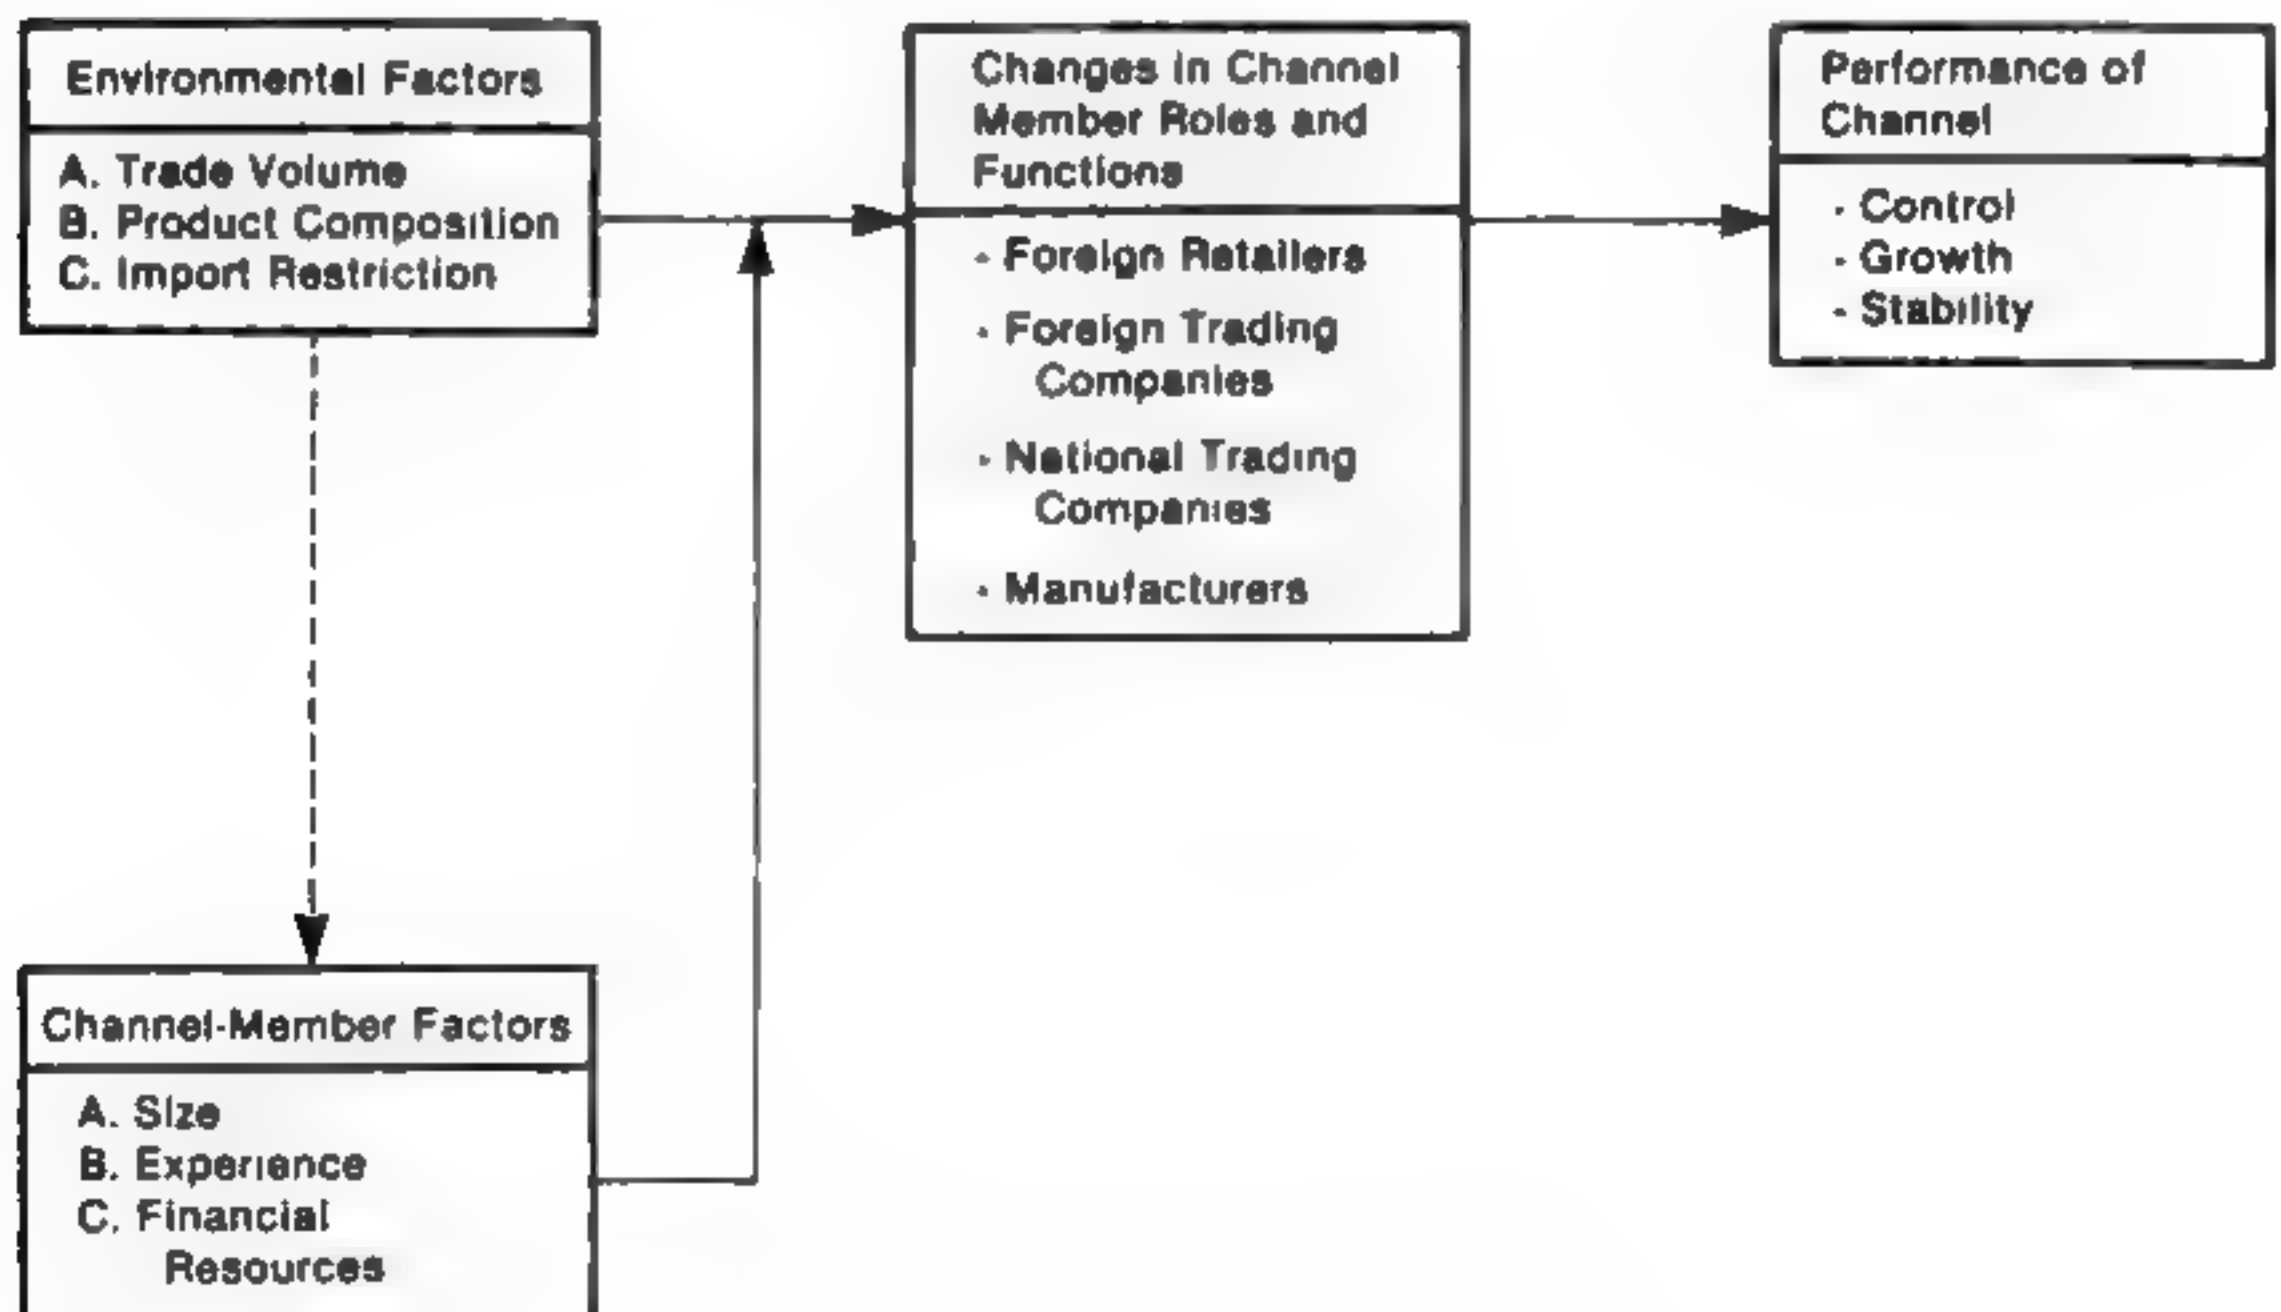 Environmental Factors
A. Trade Volume
B. Product Composition
C. Import Restriction
Changes in Channel
Member Roles and
Functions
- Foreign Retailers
- Foreign Trading
Companies
- National Trading
Companies
- Manufacturers
Performance of
Channel
- Control
- Growth
- Stability
Channel-Member Factors
A. Size
B. Experience
C. Financial
Resources